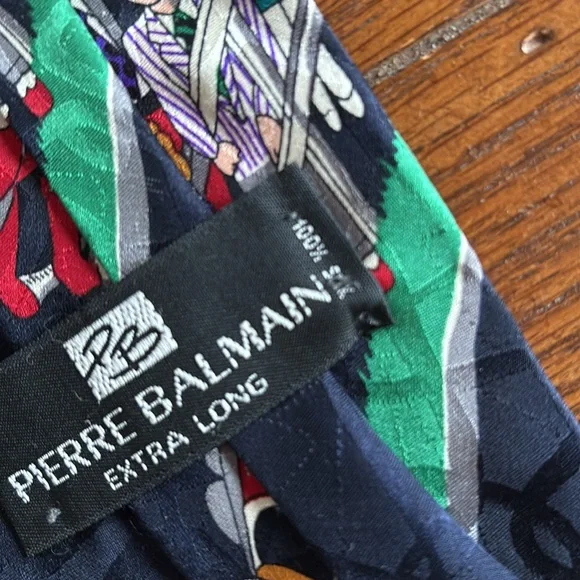 PB
PIERRE BALMAIN
EXTRA LONG
100% SILK